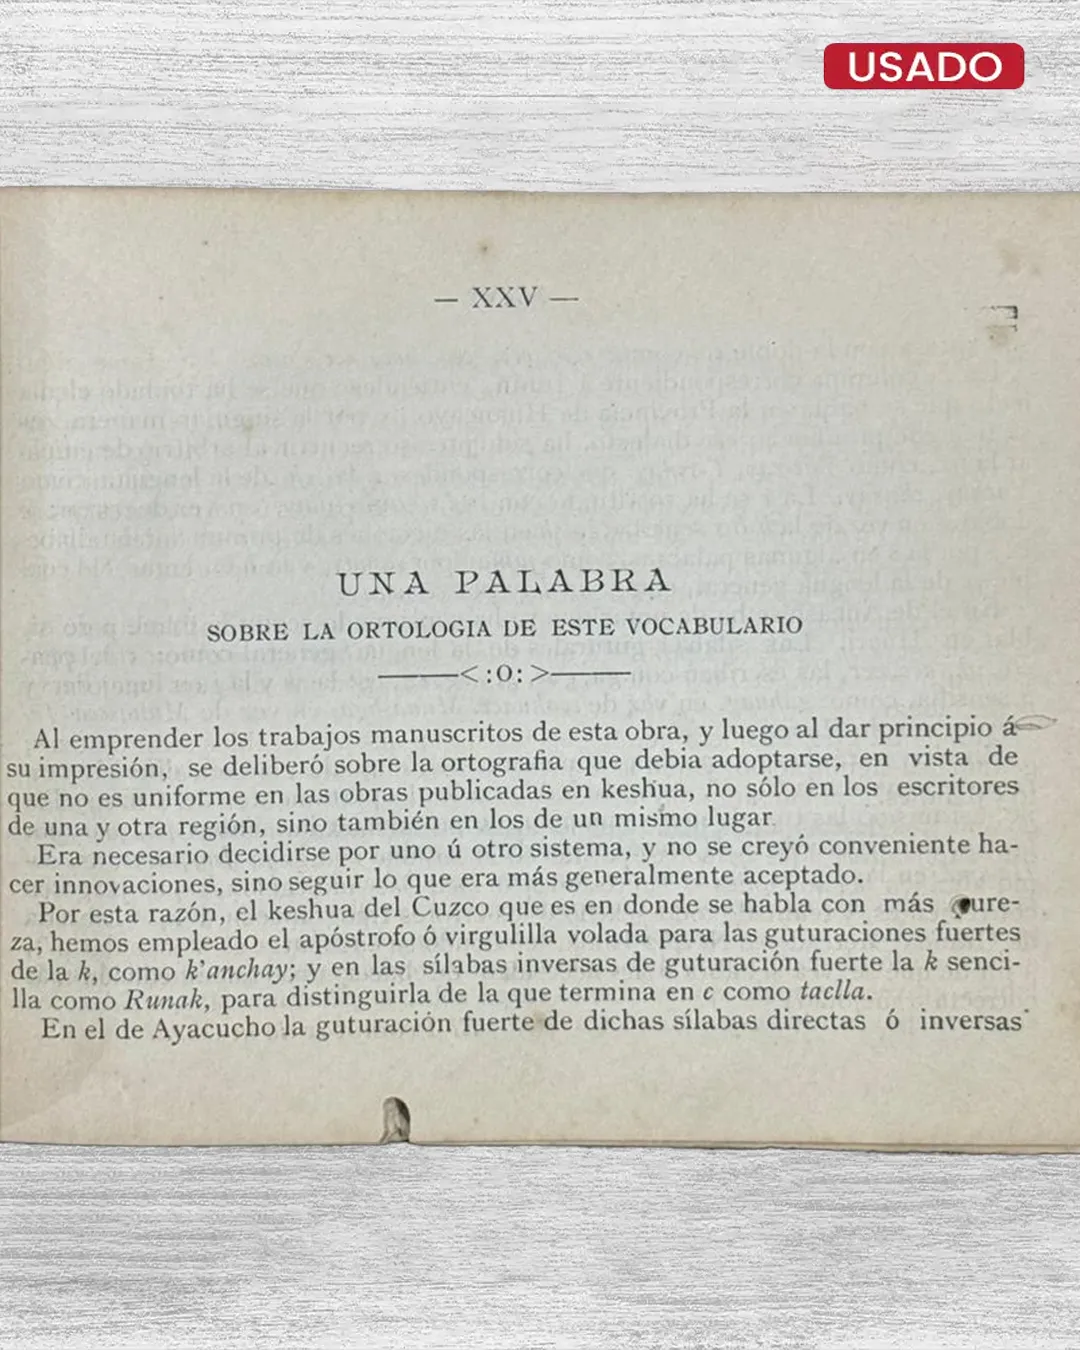 USADO
— XXV —
UNA PALABRA
SOBRE LA ORTOLOGIA DE ESTE VOCABULARIO
———<:o:>———
Al emprender los trabajos manuscritos de esta obra, y luego al dar principio á
su impresión, se deliberó sobre la ortografia que debia adoptarse, en vista de
que no es uniforme en las obras publicadas en keshua, no sólo en los escritores
de una y otra región, sino también en los de un mismo lugar
Era necesario decidirse por uno ú otro sistema, y no se creyó conveniente ha-
cer innovaciones, sino seguir lo que era más generalmente aceptado.
Por esta razón, el keshua del Cuzco que es en donde se habla con más pure-
za, hemos empleado el apóstrofo ó virgulilla volada para las guturaciones fuertes
de la k, como k'anchay; y en las sílabas inversas de guturación fuerte la k senci-
lla como Runak, para distinguirla de la que termina en c como taclla.
En el de Ayacucho la guturación fuerte de dichas sílabas directas ó inversas